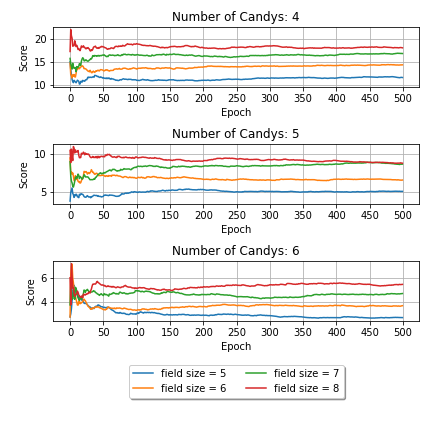 Number of Candys: 4
20
15
10
Score
0 50 100 150 200 250 300 350 400 450 500
Epoch
Number of Candys: 5
10
5
Score
0 50 100 150 200 250 300 350 400 450 500
Epoch
Number of Candys: 6
6
4
Score
0 50 100 150 200 250 300 350 400 450 500
Epoch
field size = 5 field size = 7
field size = 6 field size = 8